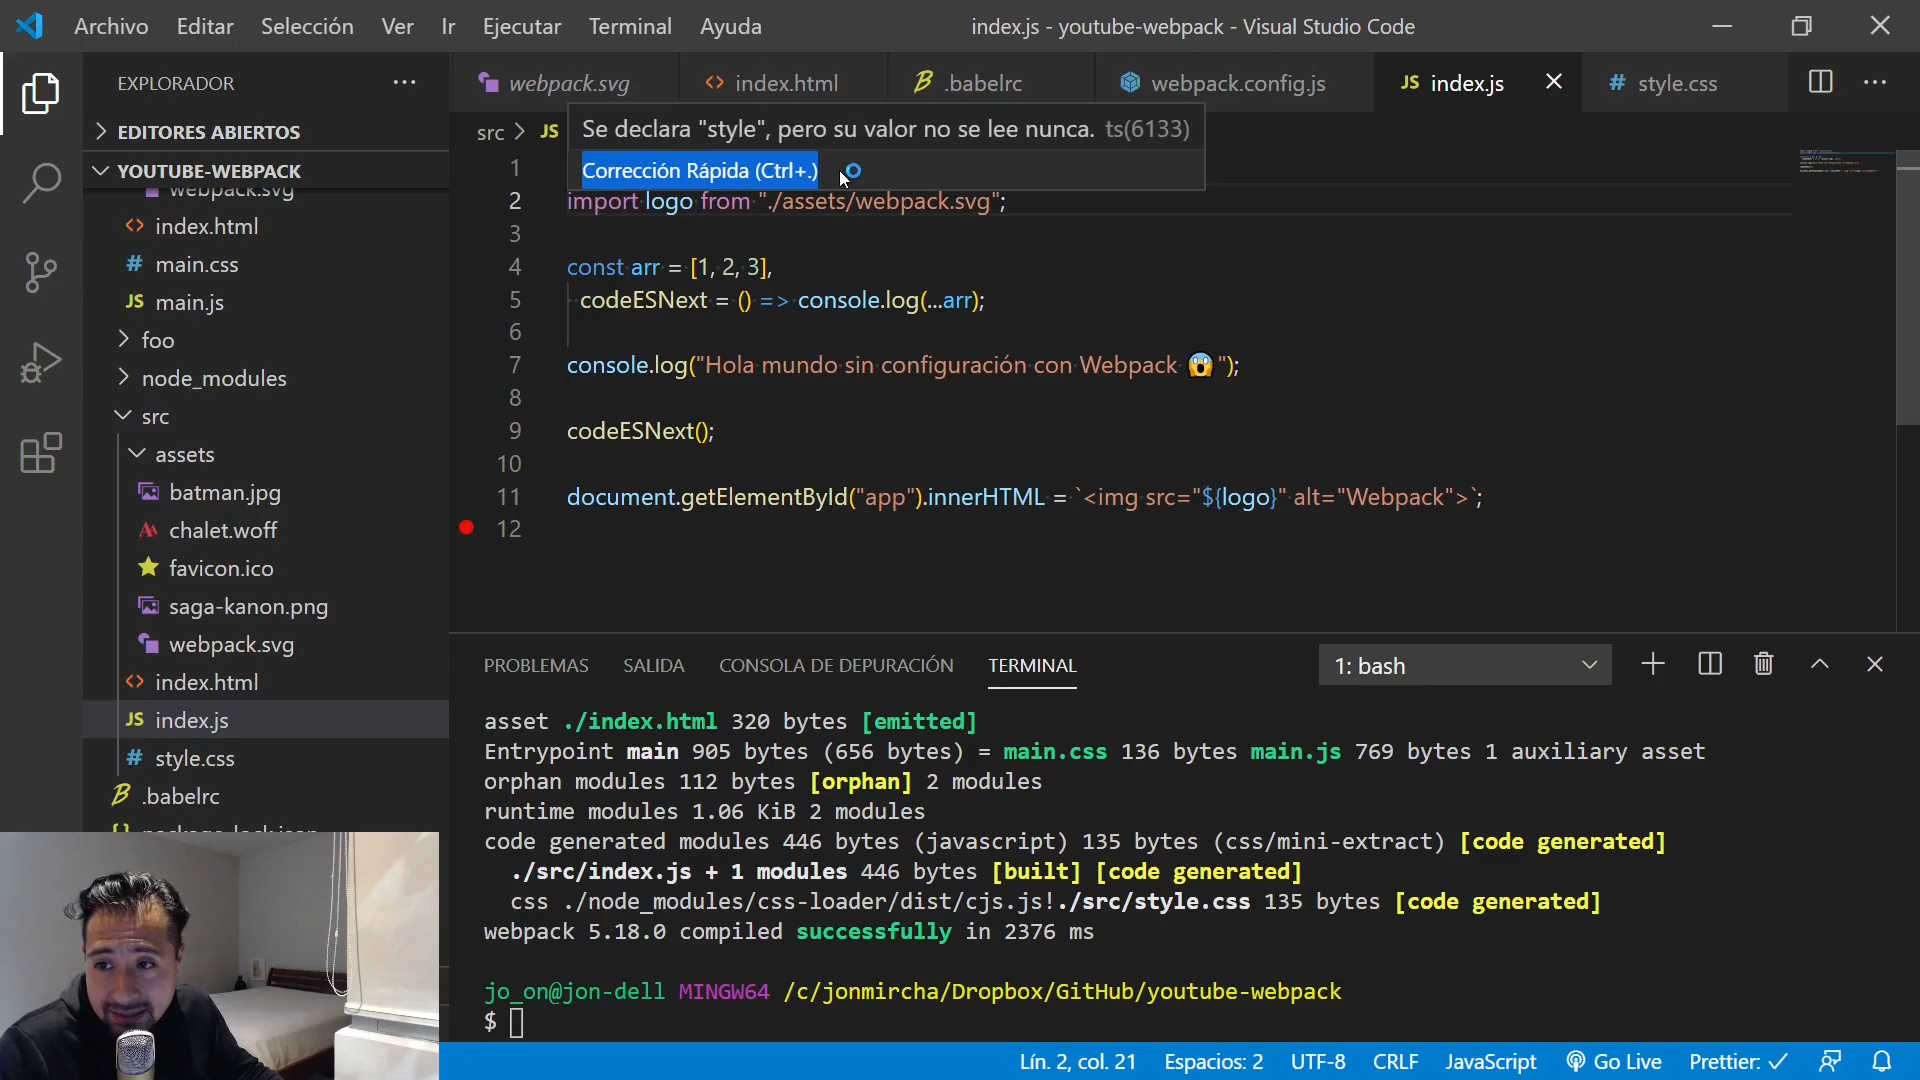 Archivo Editar Selección Ver Ir Ejecutar Terminal Ayuda index.js - youtube-webpack - Visual Studio Code
EXPLORADOR
webpack.svg index.html .babelrc webpack.config.js JS index.js style.css
EDITORES ABIERTOS
YOUTUBE-WEBPACK
webpack.svg
index.html
main.css
JS main.js
foo
node_modules
src
assets
batman.jpg
chalet.woff
favicon.ico
saga-kanon.png
webpack.svg
index.html
JS index.js
style.css
.babelrc
src > JS
Se declara "style", pero su valor no se lee nunca. ts(6133)
Corrección Rápida (Ctrl+.)
1
2 import logo from "./assets/webpack.svg";
3
4 const arr = [1, 2, 3],
5 codeESNext = () => console.log(...arr);
6
7 console.log("Hola mundo sin configuración con Webpack 😱 ");
8
9 codeESNext();
10
11 document.getElementById("app").innerHTML = `<img src="${logo}" alt="Webpack">`;
12
PROBLEMAS SALIDA CONSOLA DE DEPURACIÓN TERMINAL 1: bash
asset ./index.html 320 bytes [emitted]
Entrypoint main 905 bytes (656 bytes) = main.css 136 bytes main.js 769 bytes 1 auxiliary asset
orphan modules 112 bytes [orphan] 2 modules
runtime modules 1.06 KiB 2 modules
code generated modules 446 bytes (javascript) 135 bytes (css/mini-extract) [code generated]
./src/index.js + 1 modules 446 bytes [built] [code generated]
css ./node_modules/css-loader/dist/cjs.js!./src/style.css 135 bytes [code generated]
webpack 5.18.0 compiled successfully in 2376 ms
jo_on@jon-dell MINGW64 /c/jonmircha/Dropbox/GitHub/youtube-webpack
$
Lín. 2, col. 21 Espacios: 2 UTF-8 CRLF JavaScript Go Live Prettier: ✓